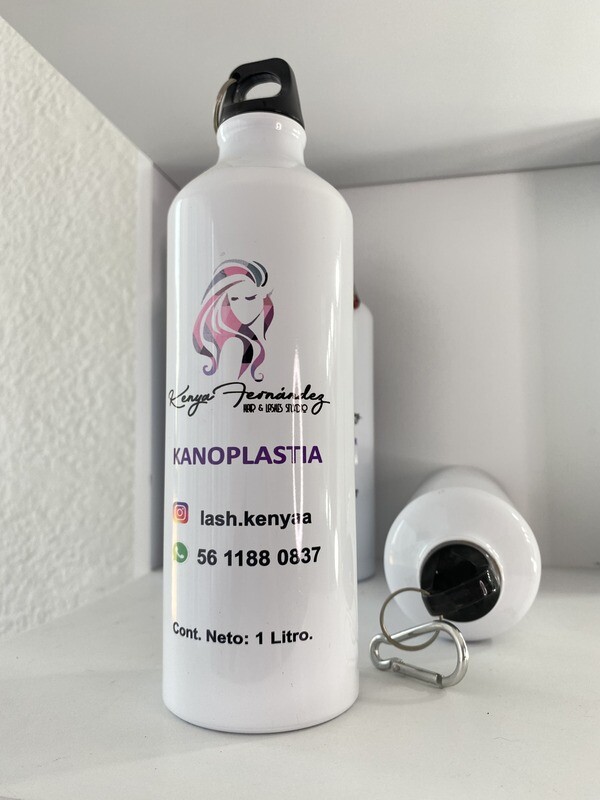 Kenya Fernández
HAIR & LASHES STUDIO
KANOPLASTIA
lash.kenyaa
56 1188 0837
Cont. Neto: 1 Litro.